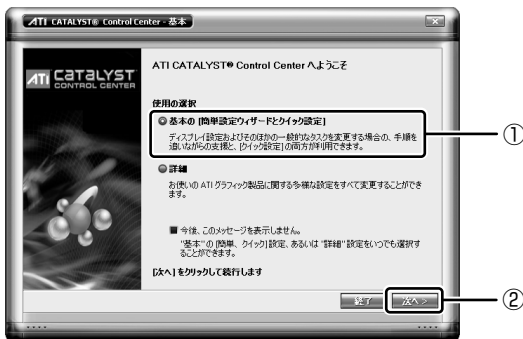 ATI CATALYST® Control Center - 基本
ATI CATALYST
CONTROL CENTER
ATI CATALYST® Control Center へようこそ
使用の選択
基本の [簡単設定ウィザードとクイック設定]
ディスプレイ設定およびそのほかの一般的なタスクを変更する場合の、手順を
追いながらの支援と、[クイック設定] の両方が利用できます。
①
詳細
お使いの ATI グラフィック製品に関する多様な設定をすべて変更することができ
ます。
今後、このメッセージを表示しません。
"基本"の [簡単、クイック] 設定、あるいは "詳細" 設定をいつでも選択す
ることができます。
[次へ] をクリックして続行します
終了
次へ >
②